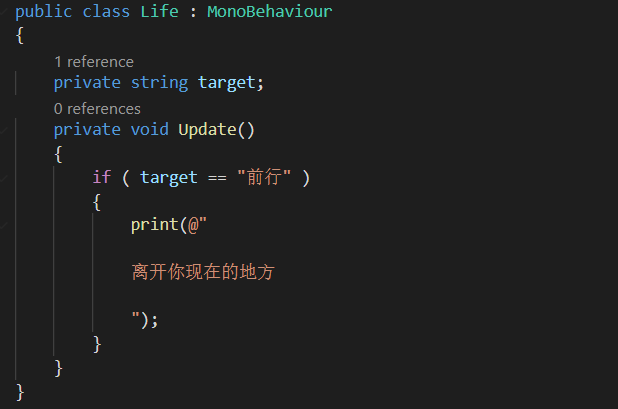 public class Life : MonoBehaviour
{
1 reference
private string target;
0 references
private void Update()
{
if ( target == "前行" )
{
print(@"
离开你现在的地方
");
}
}
}